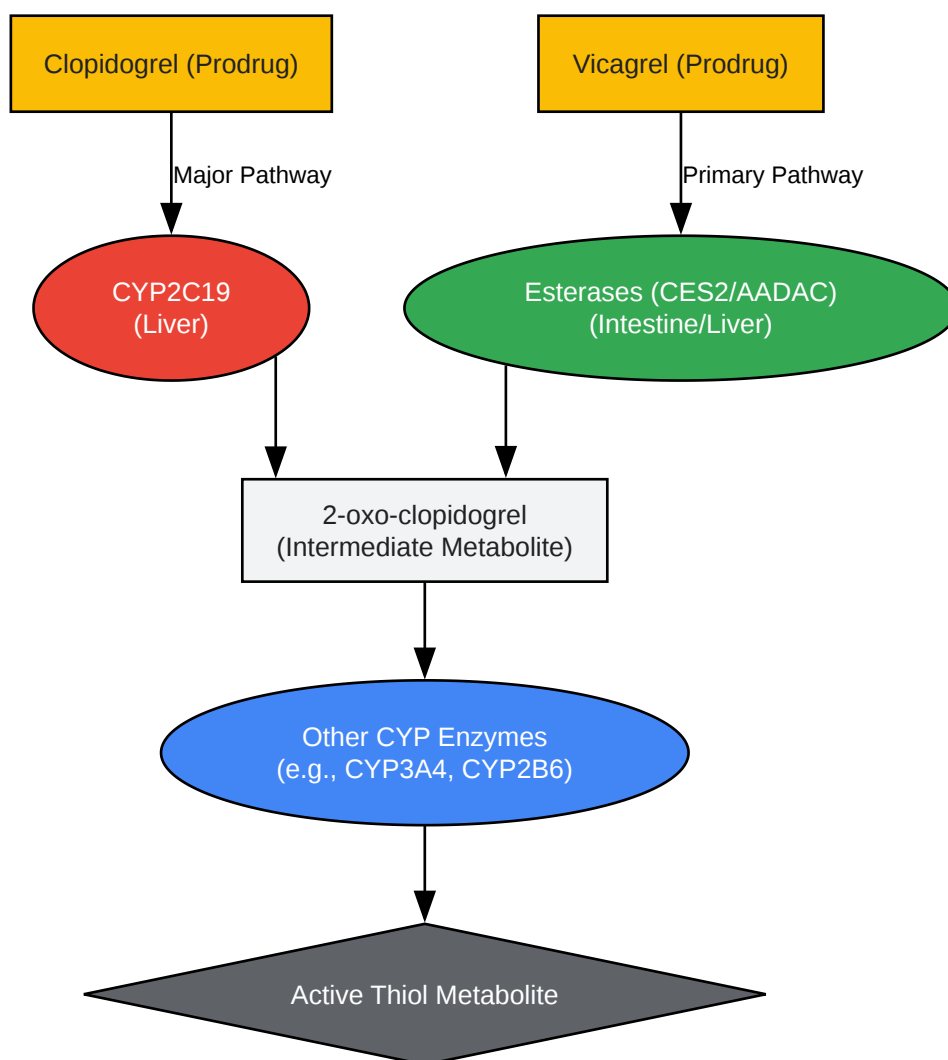 Clopidogrel (Prodrug)
Vicagrel (Prodrug)
Major Pathway
Primary Pathway
CYP2C19
(Liver)
Esterases (CES2/AADAC)
(Intestine/Liver)
2-oxo-clopidogrel
(Intermediate Metabolite)
Other CYP Enzymes
(e.g., CYP3A4, CYP2B6)
Active Thiol Metabolite